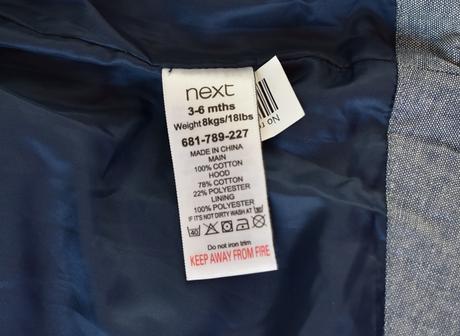 next
3-6 mths
Weight 8kgs/18lbs
681-789-227
MADE IN CHINA
MAIN
100% COTTON
HOOD
78% COTTON
22% POLYESTER
LINING
100% POLYESTER
IF IT'S NOT DIRTY WASH AT 30
40
Do not iron trim
KEEP AWAY FROM FIRE